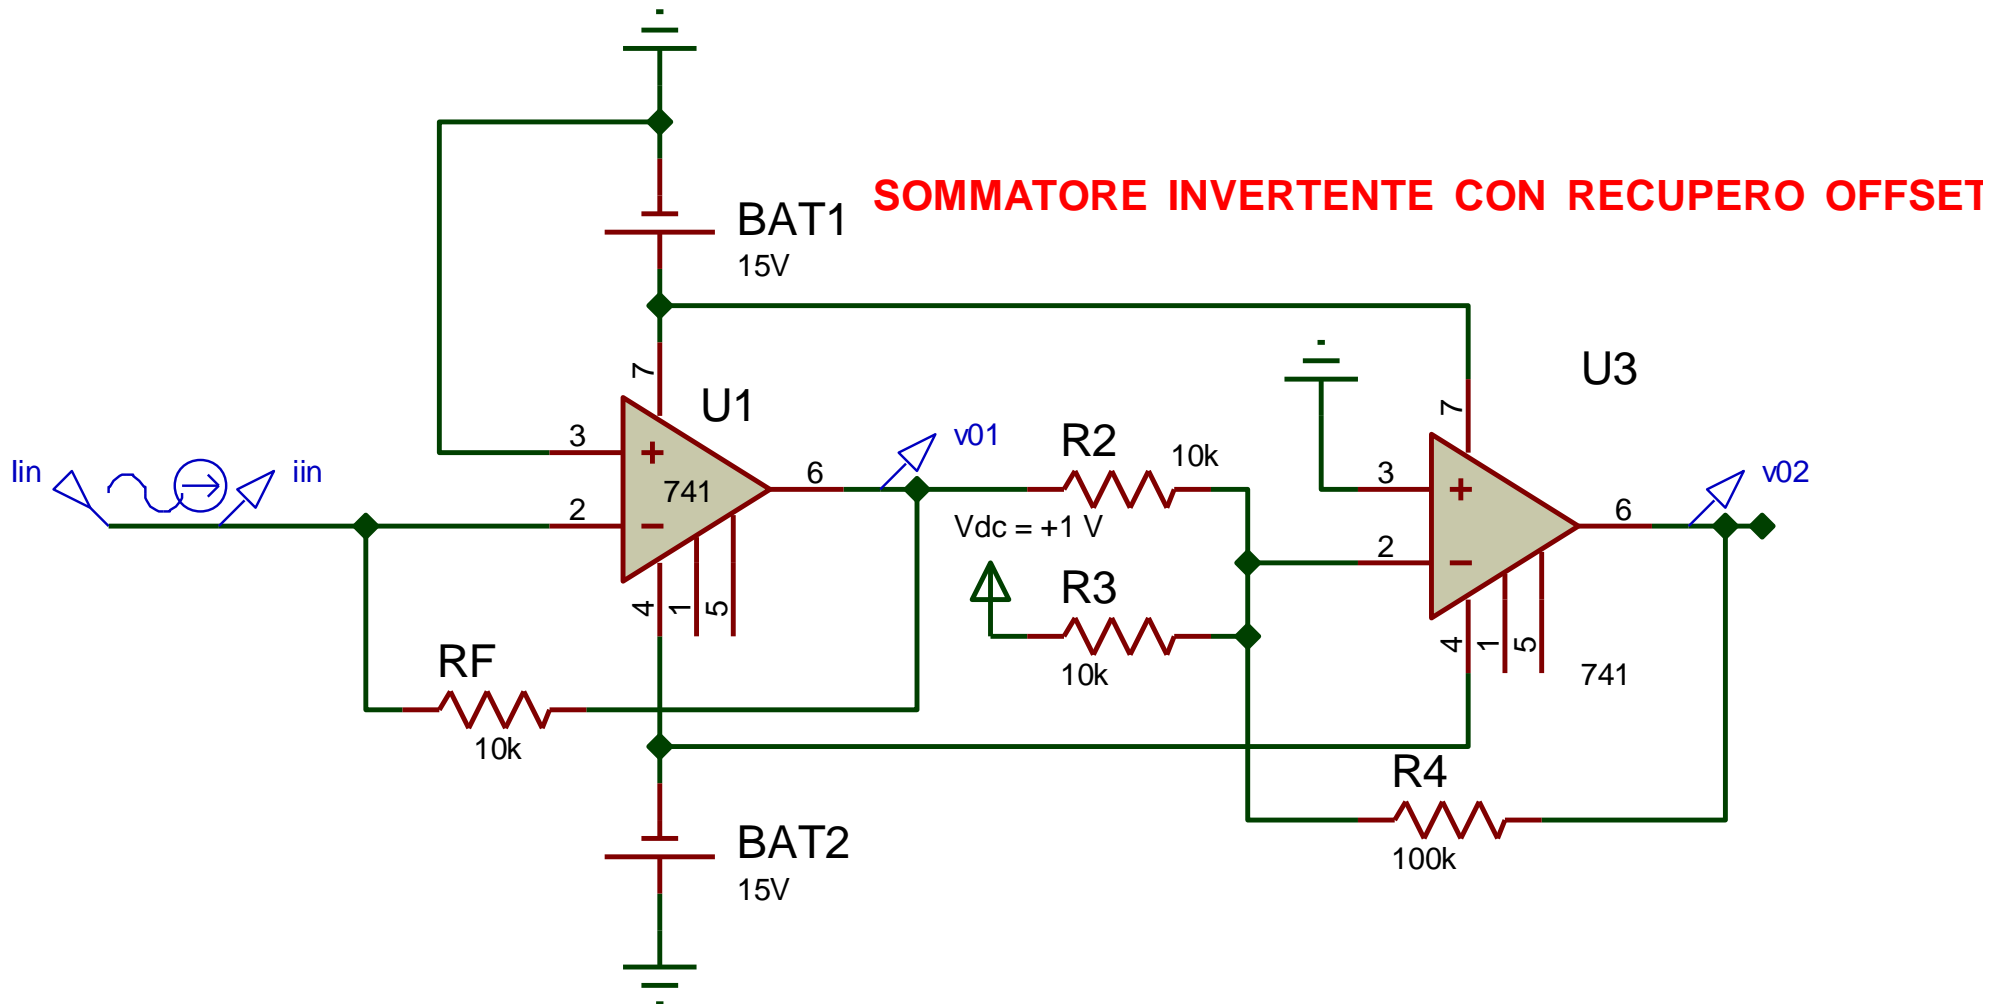 SOMMATORE INVERTENTE CON RECUPERO OFFSET
BAT1
15V
7
U1
3
+
741
6
2
−
4
1
5
Iin
iin
v01
R2
10k
Vdc = +1 V
R3
10k
U3
7
3
+
6
2
−
4
1
5
741
v02
RF
10k
R4
100k
BAT2
15V